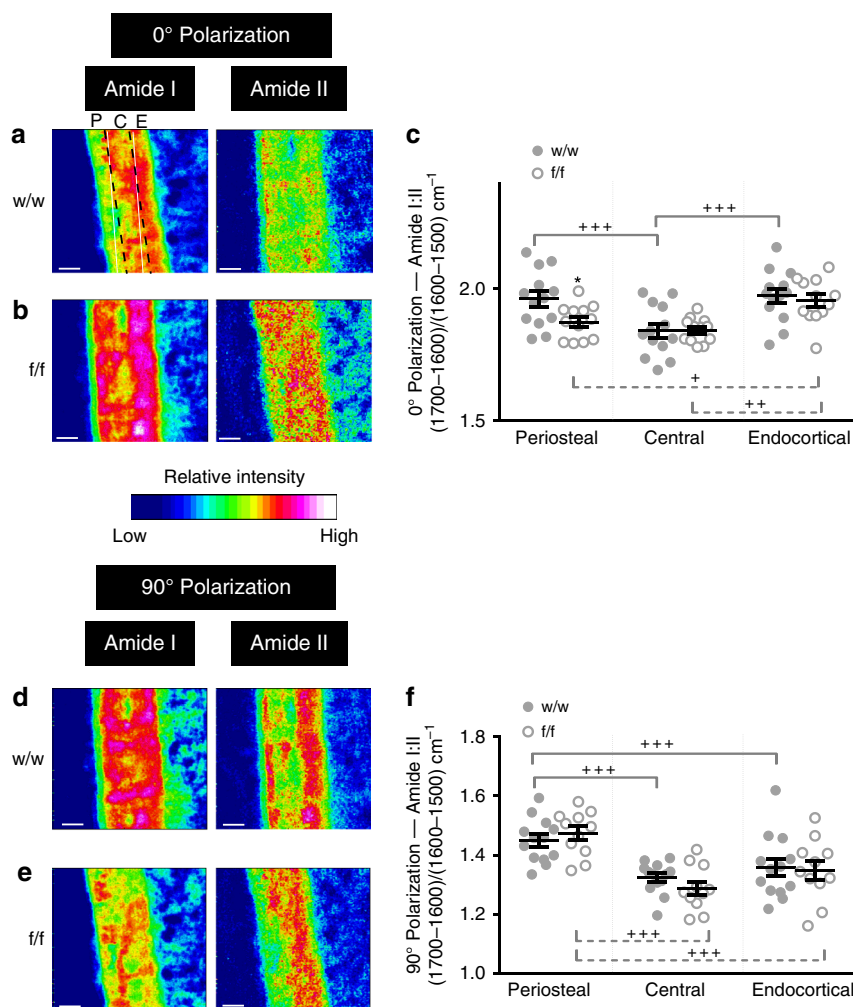 0° Polarization
Amide I
Amide II
P C E
a
w/w
b
f/f
Relative intensity
Low
High
c
w/w
f/f
0° Polarization — Amide I:II
(1700–1600)/(1600–1500) cm⁻¹
2.0
1.5
+++
+++
*
+
++
Periosteal
Central
Endocortical
90° Polarization
Amide I
Amide II
d
w/w
e
f/f
f
w/w
f/f
90° Polarization — Amide I:II
(1700–1600)/(1600–1500) cm⁻¹
1.8
1.6
1.4
1.2
1.0
+++
+++
+++
+++
Periosteal
Central
Endocortical